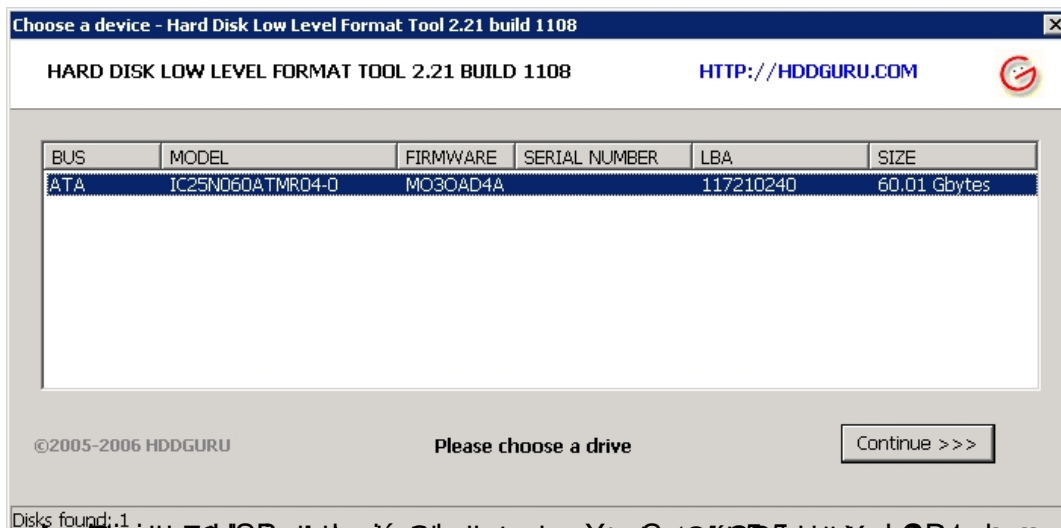 Choose a device - Hard Disk Low Level Format Tool 2.21 build 1108
HARD DISK LOW LEVEL FORMAT TOOL 2.21 BUILD 1108 HTTP://HDDGURU.COM
BUS MODEL FIRMWARE SERIAL NUMBER LBA SIZE
ATA IC25N060ATMR04-0 MO3OAD4A 117210240 60.01 Gbytes
©2005-2006 HDDGURU Please choose a drive Continue >>>
Disks found: 1